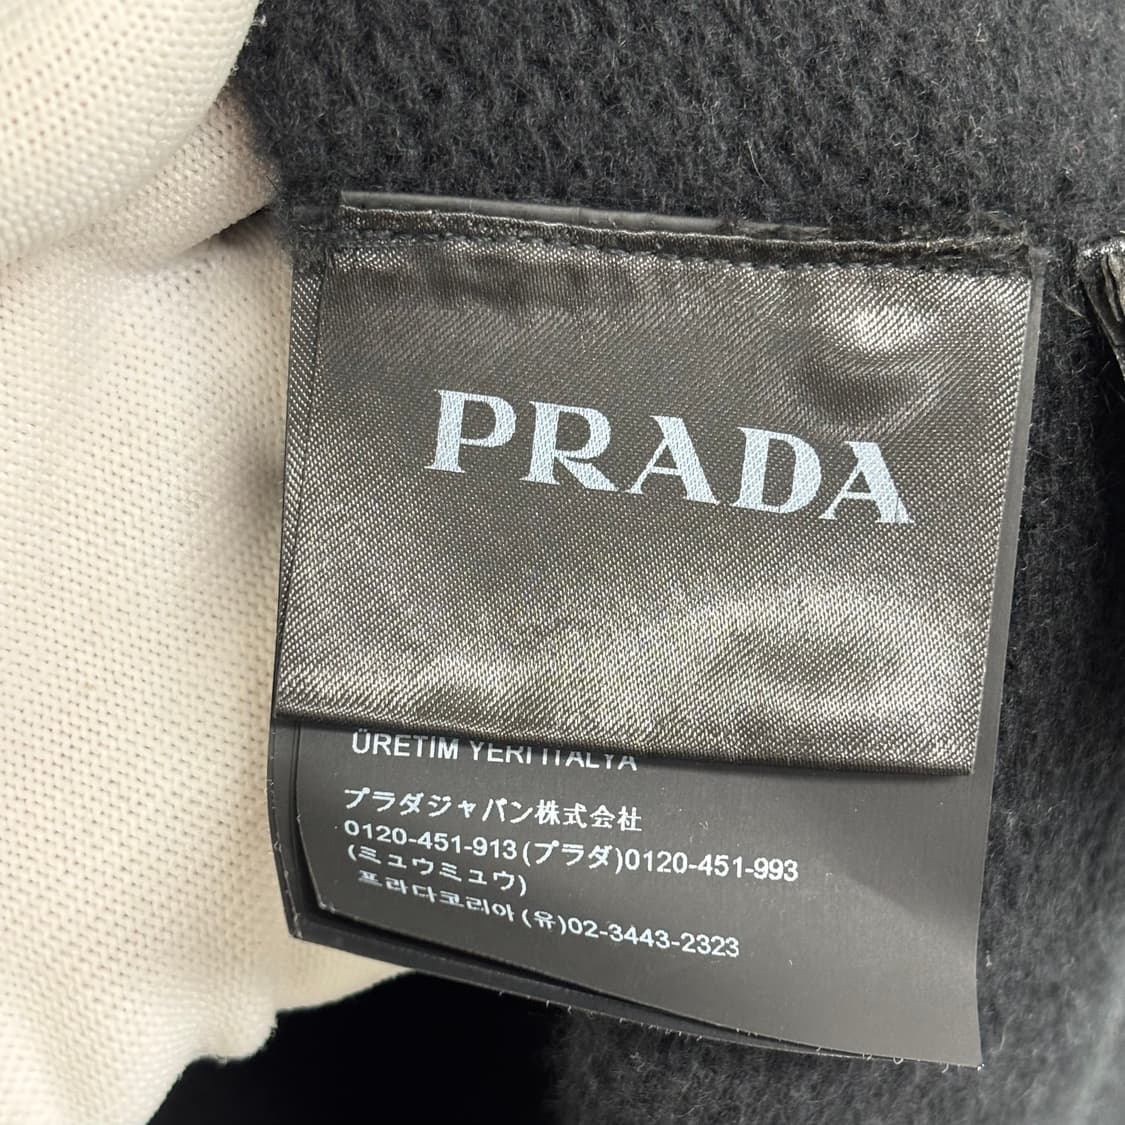 PRADA
ÜRETIM YERI ITALYA
プラダジャパン株式会社
0120-451-913(プラダ)0120-451-993
(ミュウミュウ)
프라다코리아(유)02-3443-2323